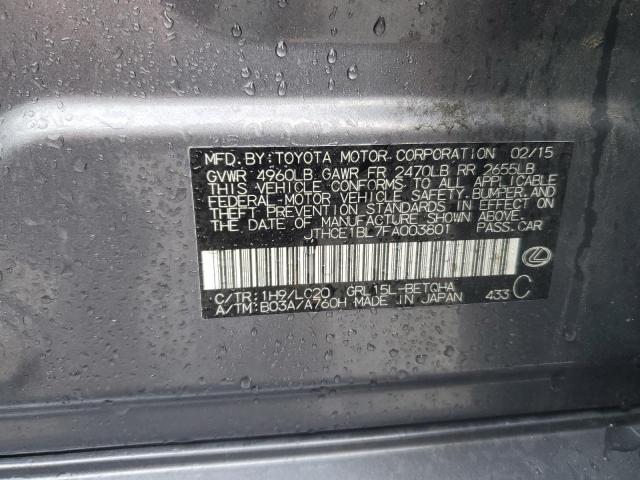 MFD. BY: TOYOTA MOTOR CORPORATION 02/15
GVWR 4960LB GAWR FR 2470LB RR 2655LB
THIS VEHICLE CONFORMS TO ALL APPLICABLE
FEDERAL MOTOR VEHICLE SAFETY, BUMPER, AND
THEFT PREVENTION STANDARDS IN EFFECT ON
THE DATE OF MANUFACTURE SHOWN ABOVE.
JTHCE1BL7FA003801 PASS. CAR
C/TR: 1H9/LC20 GRL15L-BETQHA
A/TM: B03A/A760H MADE IN JAPAN 433 C